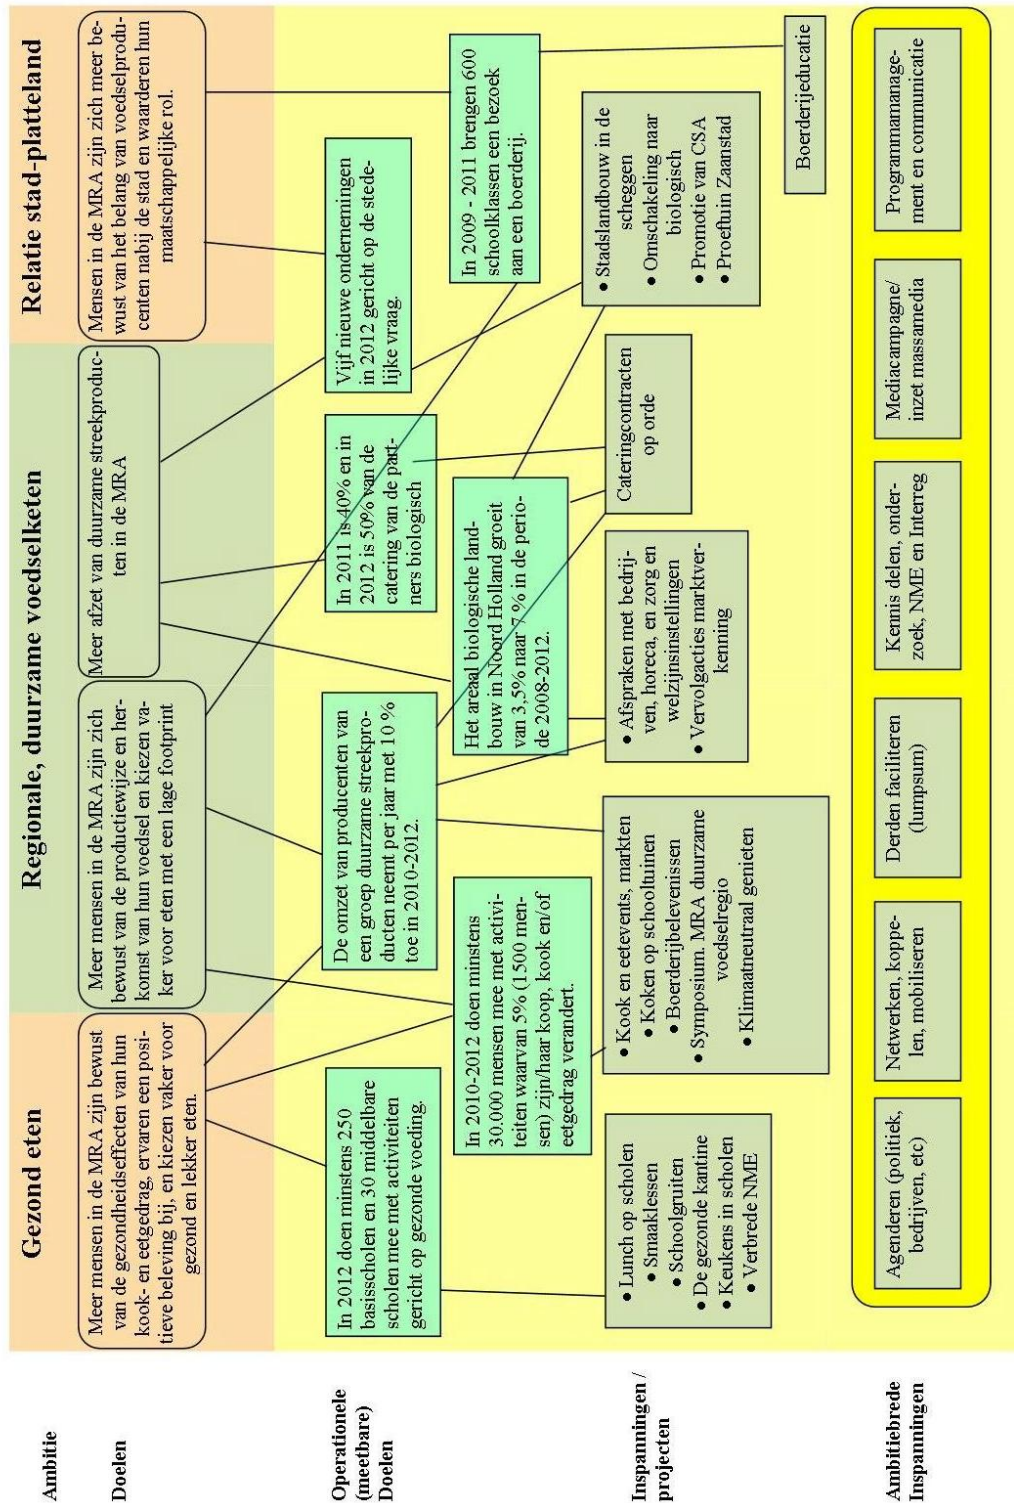 Ambitie
Gezond eten
Regionale, duurzame voedselketen
Relatie stad-platteland
Doelen
Meer mensen in de MRA zijn bewust
van de gezondheidseffecten van hun
kook- en eetgedrag, ervaren een posi-
tieve beleving bij, en kiezen vaker voor
gezond en lekker eten.
Meer mensen in de MRA zijn zich
bewust van de productiewijze en her-
komst van hun voedsel en kiezen va-
ker voor eten met een lage footprint
Meer afzet van duurzame streekproduc-
ten in de MRA
Mensen in de MRA zijn zich meer be-
wust van het belang van voedselprodu-
centen nabij de stad en waarderen hun
maatschappelijke rol.
Operationele
(meetbare)
Doelen
In 2012 doen minstens 250
basisscholen en 30 middelbare
scholen mee met activiteiten
gericht op gezonde voeding.
De omzet van producenten van
een groep duurzame streekpro-
ducten neemt per jaar met 10 %
toe in 2010-2012.
In 2011 is 40% en in
2012 is 50% van de
catering van de part-
ners biologisch
Vijf nieuwe ondernemingen
in 2012 gericht op de stede-
lijke vraag.
In 2010-2012 doen minstens
30.000 mensen mee met activi-
teiten waarvan 5% (1500 men-
sen) zijn/haar koop, kook en/of
eetgedrag verandert.
Het areaal biologische land-
bouw in Noord Holland groeit
van 3,5% naar 7 % in de perio-
de 2008-2012.
In 2009 - 2011 brengen 600
schoolklassen een bezoek
aan een boerderij.
Inspanningen /
projecten
• Lunch op scholen
• Smaaklessen
• Schoolgruiten
• De gezonde kantine
• Keukens in scholen
• Verbrede NME
• Kook en eetevents, markten
• Koken op schooltuinen
• Boerderijbelevenissen
• Symposium. MRA duurzame
voedselregio
• Klimaatneutraal genieten
• Afspraken met bedrij-
ven, horeca, en zorg en
welzijnsinstellingen
• Vervolgacties marktver-
kenning
Cateringcontracten
op orde
• Stadslandbouw in de
scheggen
• Omschakeling naar
biologisch
• Promotie van CSA
• Proeftuin Zaanstad
Boerderijeducatie
Ambitiebrede
Inspanningen
Agenderen (politiek,
bedrijven, etc)
Netwerken, koppe-
len, mobiliseren
Derden faciliteren
(lumpsum)
Kennis delen, onder-
zoek, NME en Interreg
Mediacampagne/
inzet massamedia
Programmamanage-
ment en communicatie